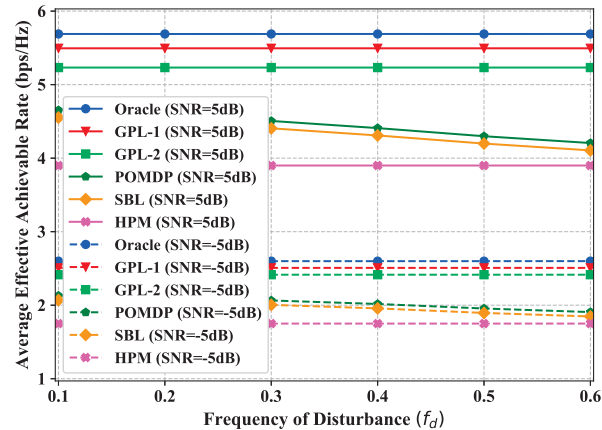 6
5
4
3
2
1
Average Effective Achievable Rate (bps/Hz)
Oracle (SNR=5dB)
GPL-1 (SNR=5dB)
GPL-2 (SNR=5dB)
POMDP (SNR=5dB)
SBL (SNR=5dB)
HPM (SNR=5dB)
Oracle (SNR=-5dB)
GPL-1 (SNR=-5dB)
GPL-2 (SNR=-5dB)
POMDP (SNR=-5dB)
SBL (SNR=-5dB)
HPM (SNR=-5dB)
0.1 0.2 0.3 0.4 0.5 0.6
Frequency of Disturbance (f_d)